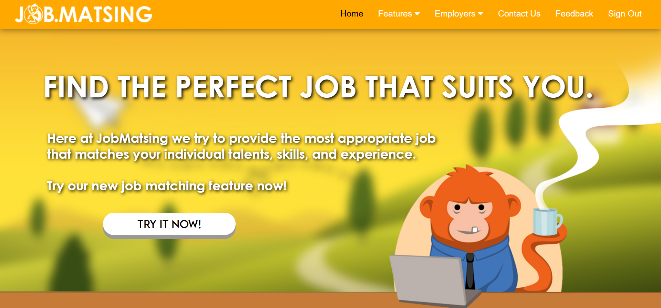 JOB.MATSING
Home Features Employers Contact Us Feedback Sign Out
FIND THE PERFECT JOB THAT SUITS YOU.
Here at JobMatsing we try to provide the most appropriate job
that matches your individual talents, skills, and experience.
Try our new job matching feature now!
TRY IT NOW!